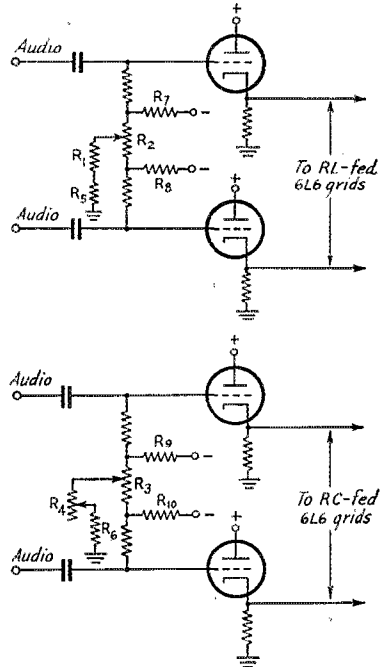 +
Audio
R7
−
R2
R1
R8
−
R5
+
Audio
To RL-fed
6L6 grids
+
Audio
R9
−
R3
R4
R10
−
R6
+
Audio
To RC-fed
6L6 grids